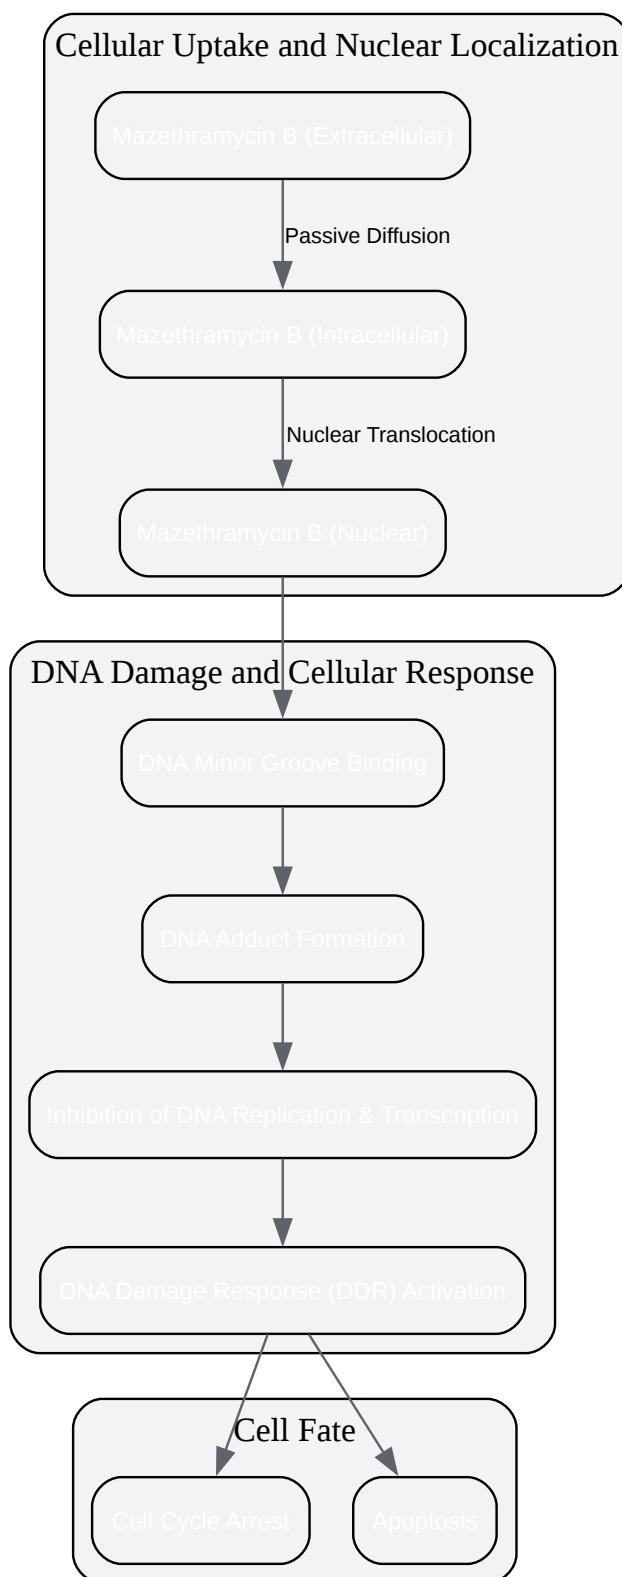 Cellular Uptake and Nuclear Localization
Mazethramycin B (Extracellular)
Passive Diffusion
Mazethramycin B (Intracellular)
Nuclear Translocation
Mazethramycin B (Nuclear)
DNA Damage and Cellular Response
DNA Minor Groove Binding
DNA Adduct Formation
Inhibition of DNA Replication & Transcription
DNA Damage Response (DDR) Activation
Cell Fate
Cell Cycle Arrest
Apoptosis